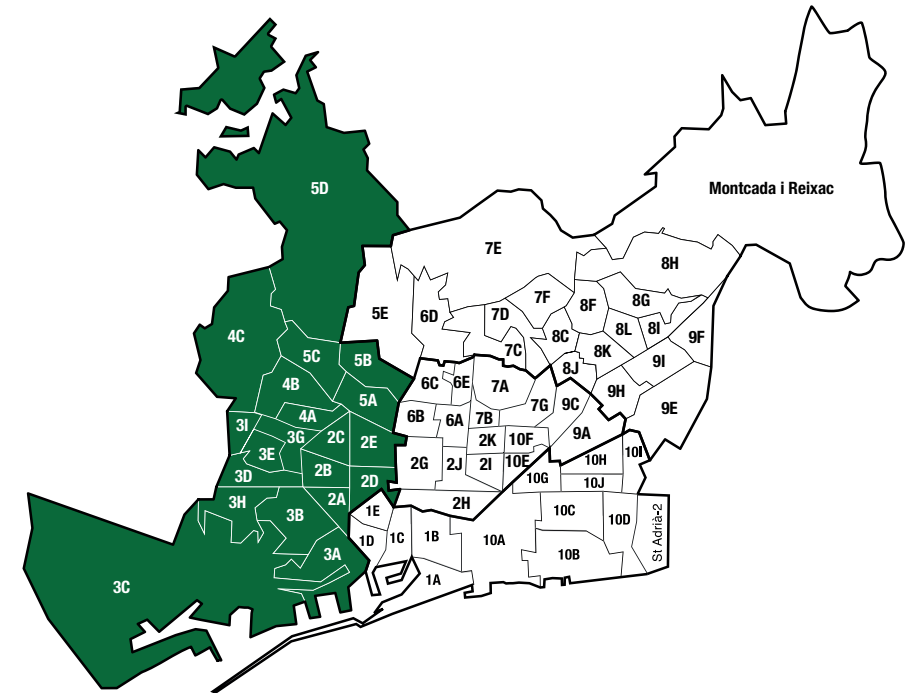 5D
Montcada i Reixac
7E
8H
8G
7F
8F
5E
6D
7D
4C
8C
8L
8I
9F
5C
5B
7C
8K
9I
8J
4B
6C
6E
7A
9H
5A
7G
9C
9E
4A
6B
6A
7B
3I
3G
2C
2E
2K
10F
9A
3E
10I
2G
2J
2I
10E
10H
3D
2B
2D
10G
10J
3H
2A
2H
3B
1E
10C
10D
St Adrià-2
1D
1C
1B
10A
3A
10B
3C
1A